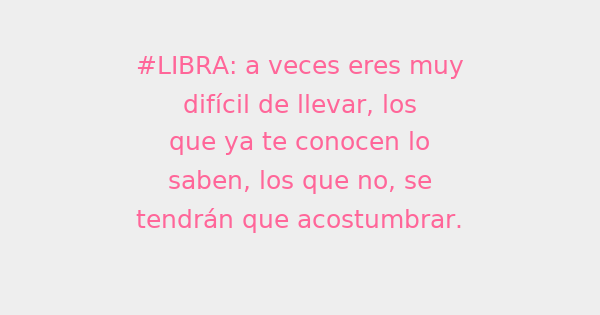 #LIBRA: a veces eres muy
difícil de llevar, los
que ya te conocen lo
saben, los que no, se
tendrán que acostumbrar.